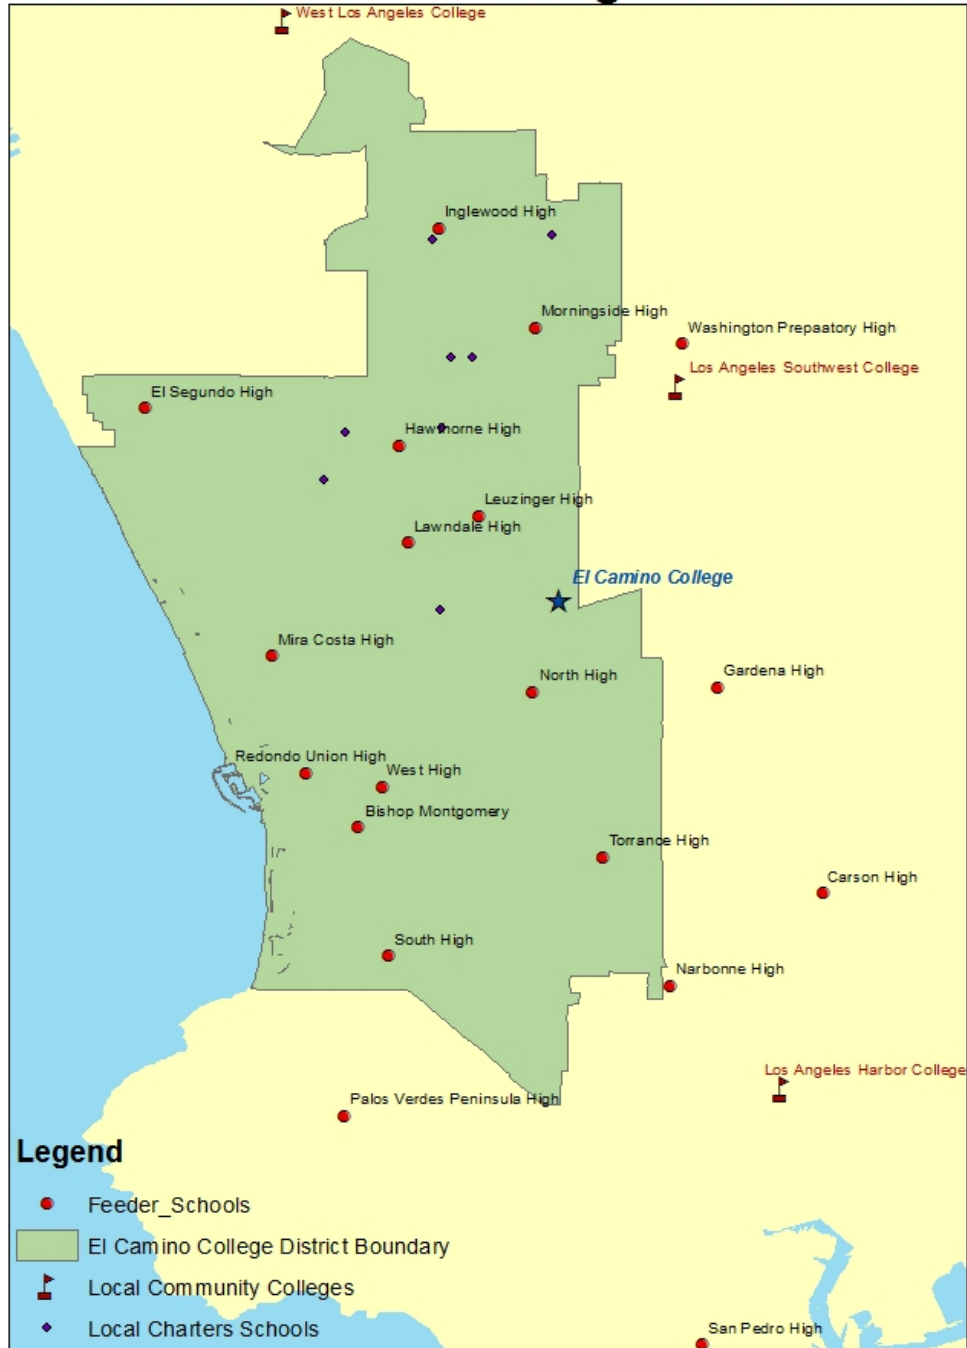 West Los Angeles College
Inglewood High
Morningside High
Washington Prepaatory High
Los Angeles Southwest College
El Segundo High
Hawthorne High
Leuzinger High
Lawndale High
El Camino College
Mira Costa High
North High
Gardena High
Redondo Union High
West High
Bishop Montgomery
Torrance High
Carson High
South High
Narbonne High
Los Angeles Harbor College
Palos Verdes Peninsula High
Legend
Feeder_Schools
El Camino College District Boundary
Local Community Colleges
Local Charters Schools
San Pedro High